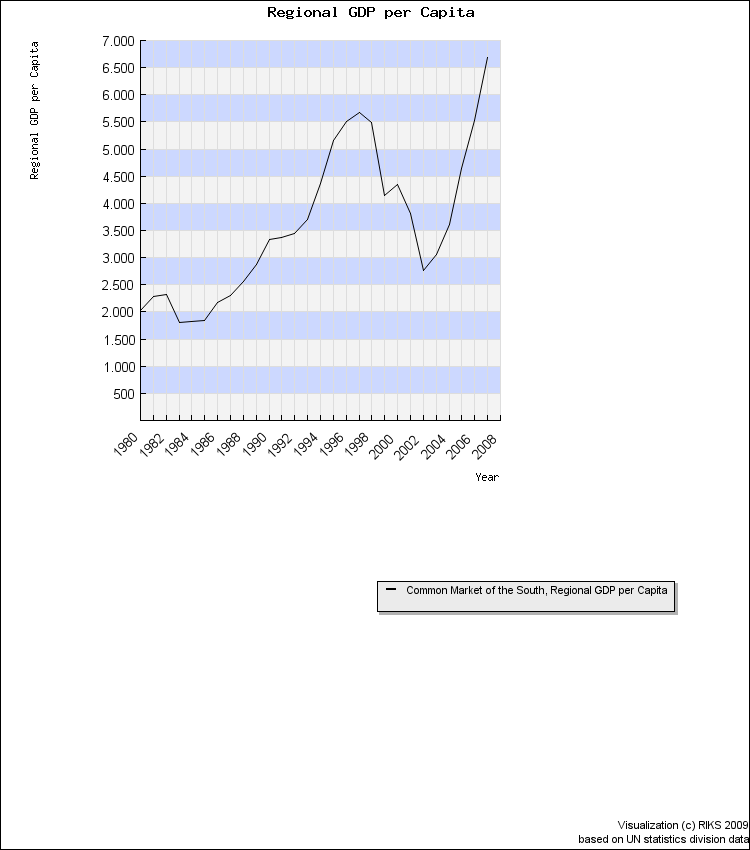 Regional GDP per Capita
Regional GDP per Capita
7.000
6.500
6.000
5.500
5.000
4.500
4.000
3.500
3.000
2.500
2.000
1.500
1.000
500
1980 1982 1984 1986 1988 1990 1992 1994 1996 1998 2000 2002 2004 2006 2008
Year
Common Market of the South, Regional GDP per Capita
Visualization (c) RIKS 2009
based on UN statistics division data